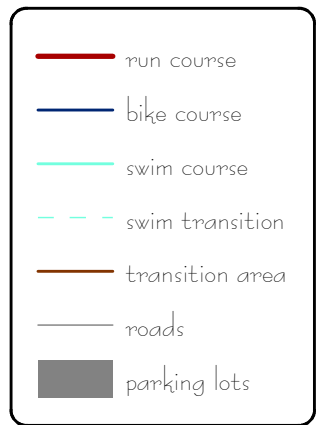 run course
bike course
swim course
swim transition
transition area
roads
parking lots